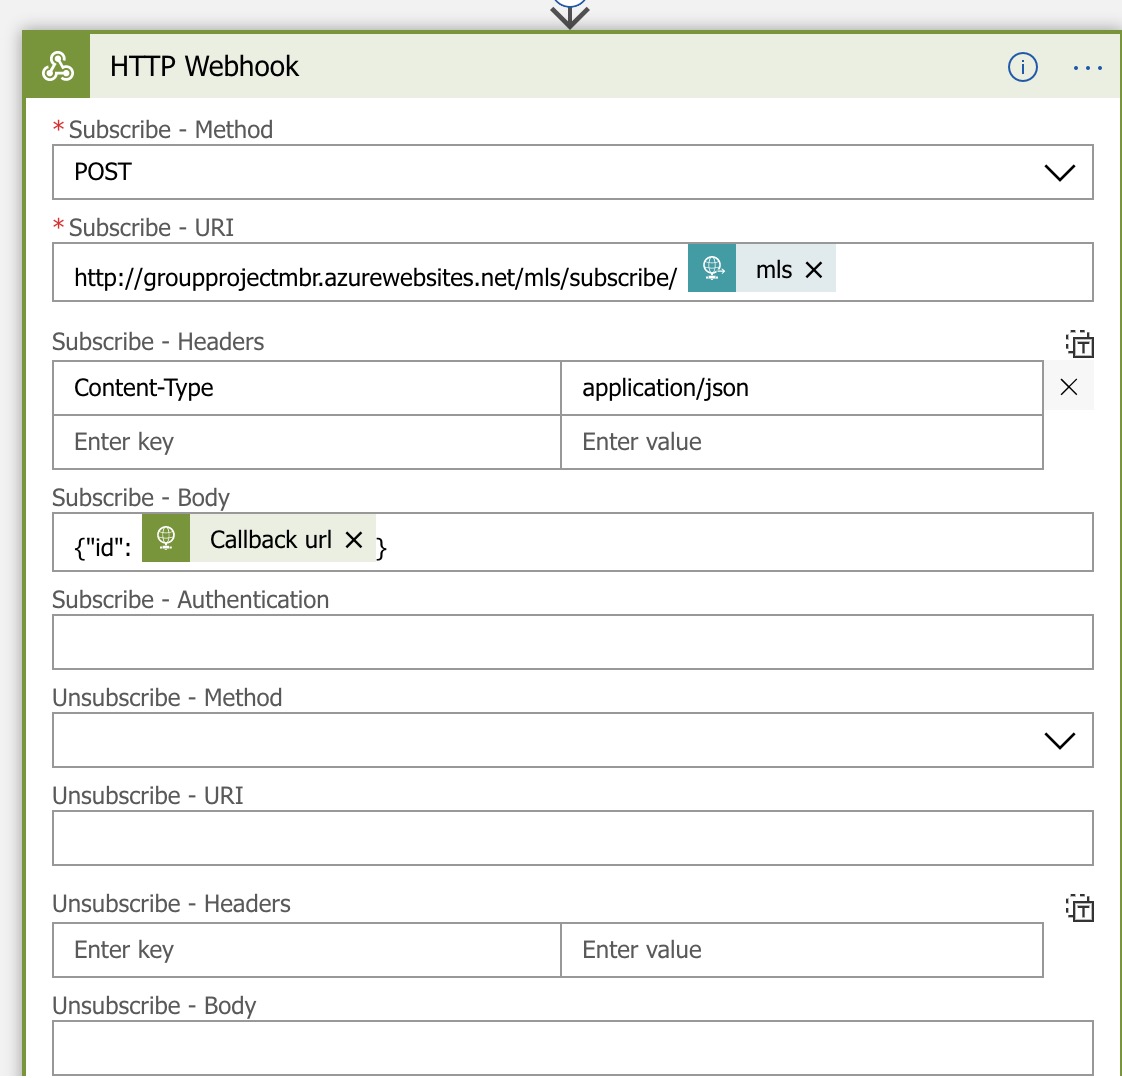 HTTP Webhook
* Subscribe - Method
POST
* Subscribe - URI
http://groupprojectmbr.azurewebsites.net/mls/subscribe/ mls
Subscribe - Headers
Content-Type application/json
Enter key Enter value
Subscribe - Body
{"id": Callback url }
Subscribe - Authentication
Unsubscribe - Method
Unsubscribe - URI
Unsubscribe - Headers
Enter key Enter value
Unsubscribe - Body